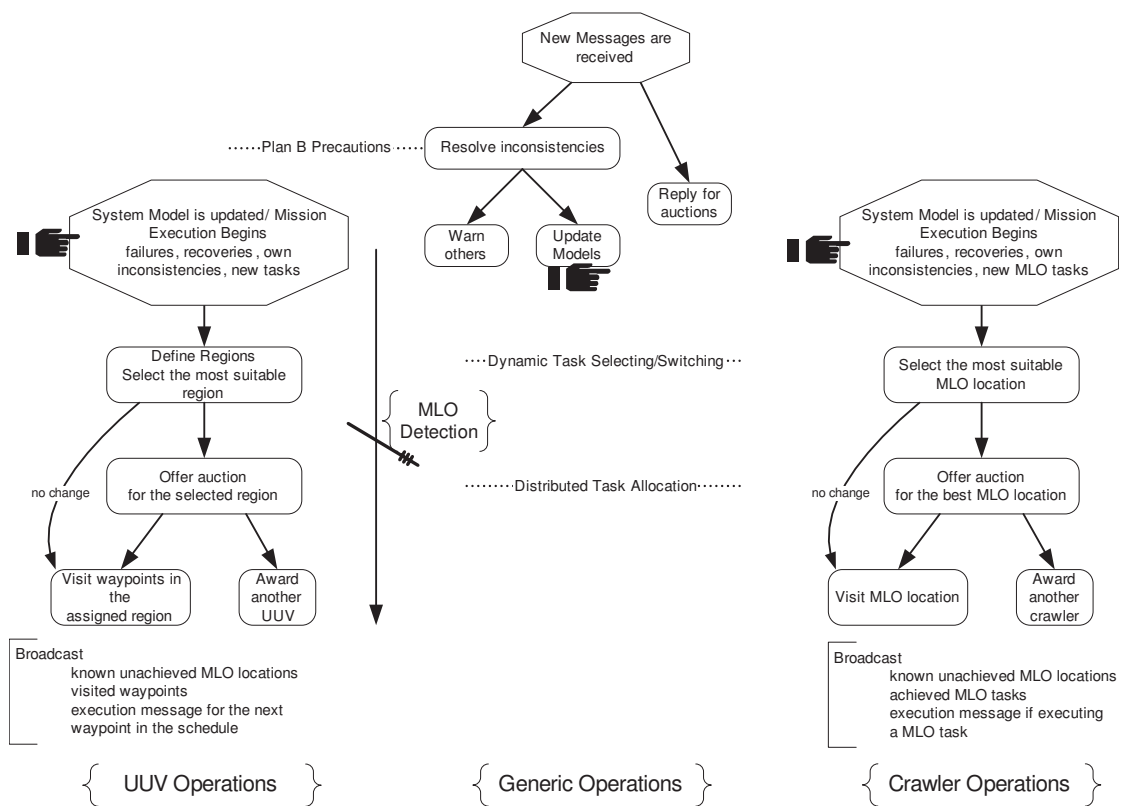 New Messages are
received
Plan B Precautions
Resolve inconsistencies
Reply for
auctions
Warn
others
Update
Models
System Model is updated/ Mission
Execution Begins
failures, recoveries, own
inconsistencies, new tasks
System Model is updated/ Mission
Execution Begins
failures, recoveries, own
inconsistencies, new MLO tasks
Define Regions
Select the most suitable
region
Dynamic Task Selecting/Switching
Select the most suitable
MLO location
MLO
Detection
no change
Offer auction
for the selected region
Distributed Task Allocation
no change
Offer auction
for the best MLO location
Visit waypoints in
the
assigned region
Award
another
UUV
Visit MLO location
Award
another
crawler
Broadcast
known unachieved MLO locations
visited waypoints
execution message for the next
waypoint in the schedule
Broadcast
known unachieved MLO locations
achieved MLO tasks
execution message if executing
a MLO task
UUV Operations
Generic Operations
Crawler Operations